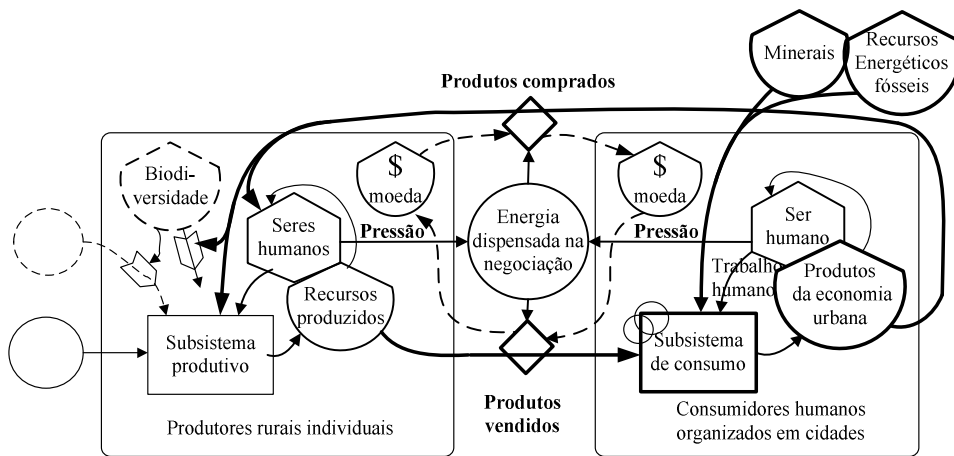 Minerais
Recursos
Energéticos
fósseis
Produtos comprados
Biodi-
versidade
$
moeda
$
moeda
Seres
humanos
Pressão
Energia
dispensada na
negociação
Pressão
Ser
humano
Trabalho
humano
Produtos
da economia
urbana
Recursos
produzidos
Subsistema
produtivo
Subsistema
de consumo
Produtos
vendidos
Produtores rurais individuais
Consumidores humanos
organizados em cidades